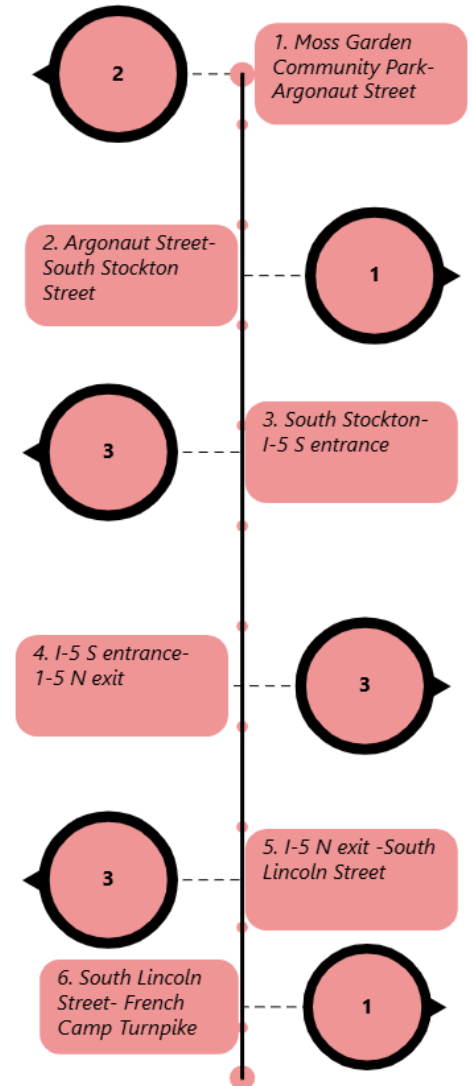 2
1. Moss Garden
Community Park-
Argonaut Street
2. Argonaut Street-
South Stockton
Street
1
3
3. South Stockton-
I-5 S entrance
4. I-5 S entrance-
1-5 N exit
3
3
5. I-5 N exit -South
Lincoln Street
6. South Lincoln
Street- French
Camp Turnpike
1